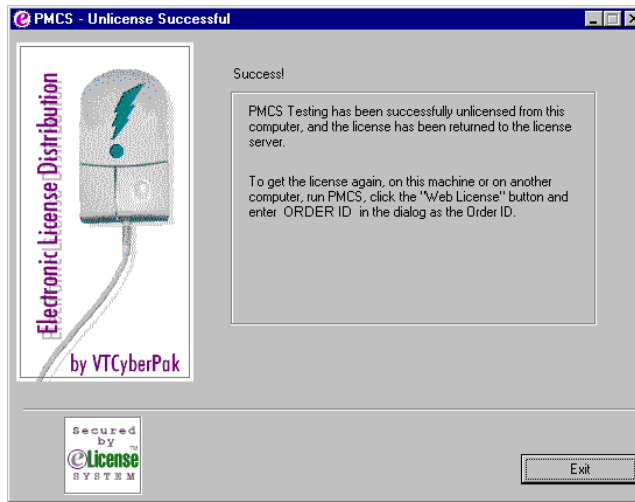 PMCS - Unlicense Successful
Electronic License Distribution
by VTCyberPak
Success!
PMCS Testing has been successfully unlicensed from this
computer, and the license has been returned to the license
server.
To get the license again, on this machine or on another
computer, run PMCS, click the "Web License" button and
enter ORDER ID in the dialog as the Order ID.
Secured
by
eLicense™
SYSTEM
Exit